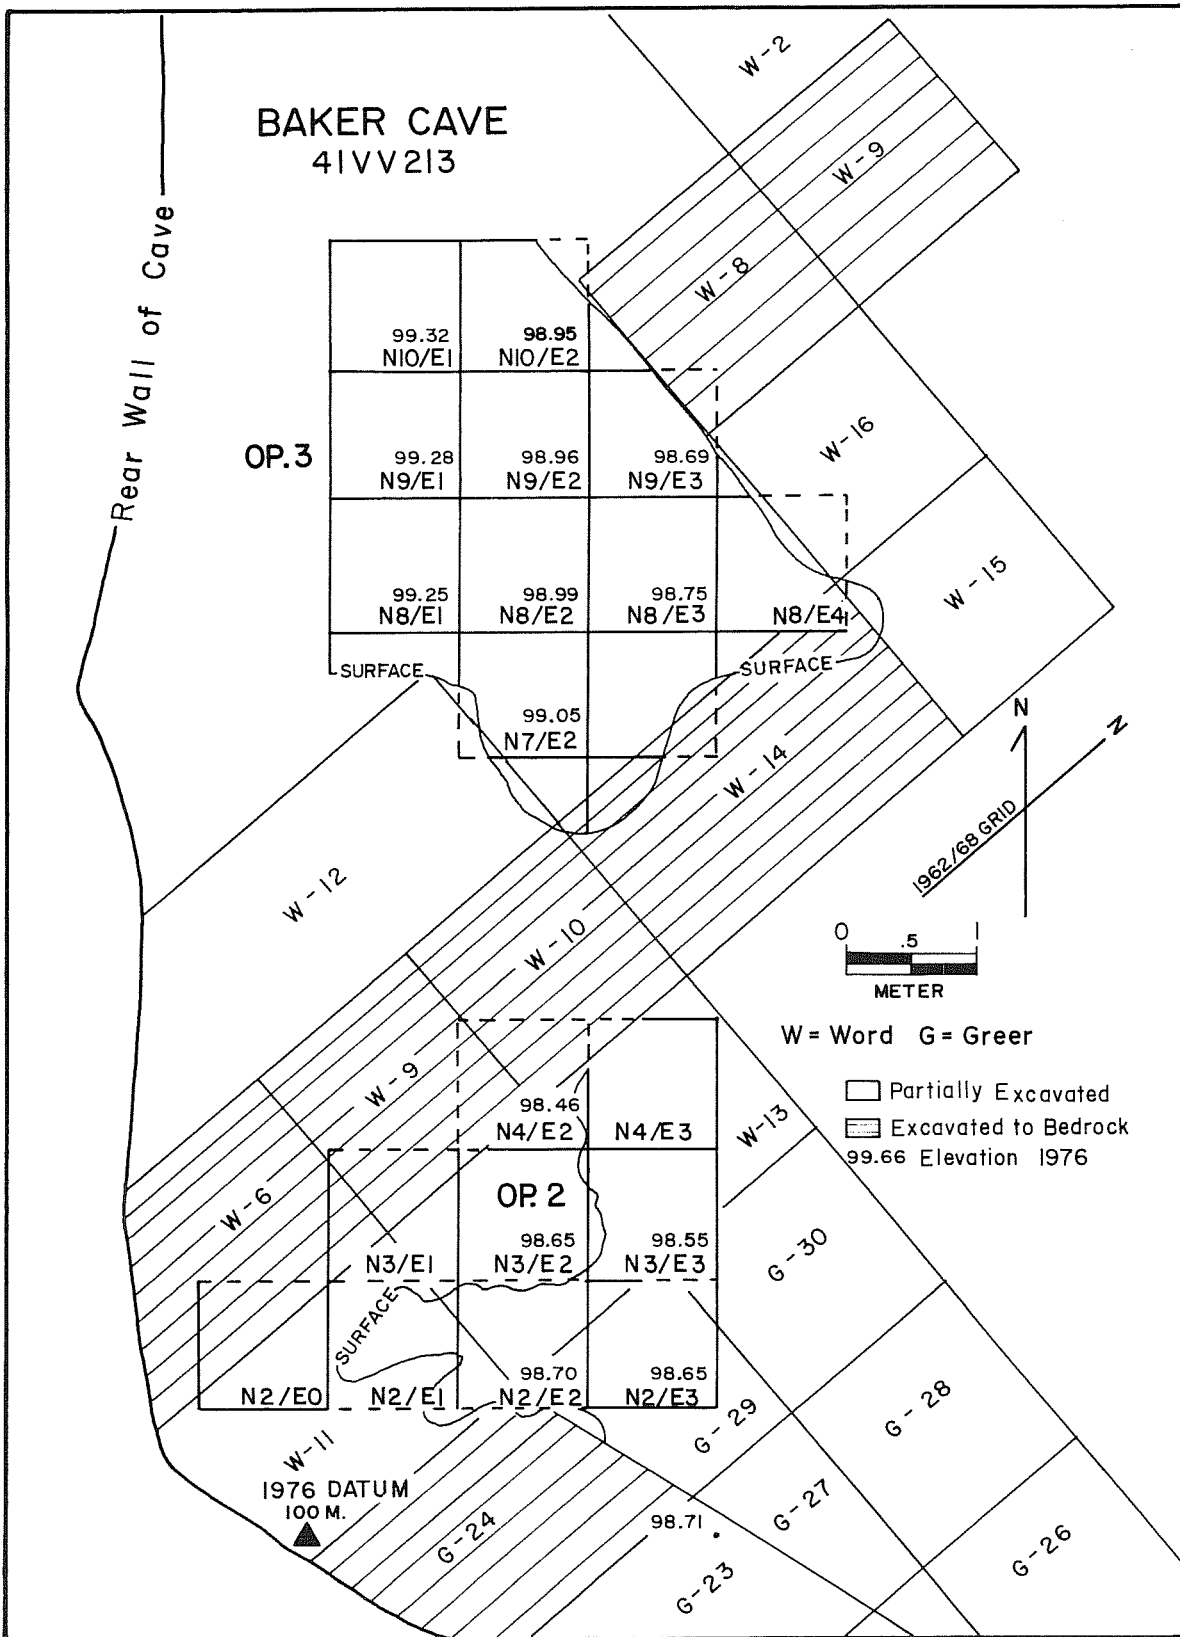 BAKER CAVE
41VV213
Rear Wall of Cave
W-2
W-9
W-8
W-16
W-15
OP.3
99.32
N10/E1
98.95
N10/E2
99.28
N9/E1
98.96
N9/E2
98.69
N9/E3
99.25
N8/E1
98.99
N8/E2
98.75
N8/E3
N8/E4
SURFACE
SURFACE
99.05
N7/E2
W-14
W-12
W-10
W-9
W-6
N
N
1962/68 GRID
0 .5 1
METER
W = Word G = Greer
Partially Excavated
Excavated to Bedrock
99.66 Elevation 1976
98.46
N4/E2
N4/E3
W-13
OP. 2
N3/E1
98.65
N3/E2
98.55
N3/E3
G-30
SURFACE
N2/E0
N2/E1
98.70
N2/E2
98.65
N2/E3
G-29
G-28
W-11
1976 DATUM
100 M.
G-24
98.71
G-27
G-23
G-26